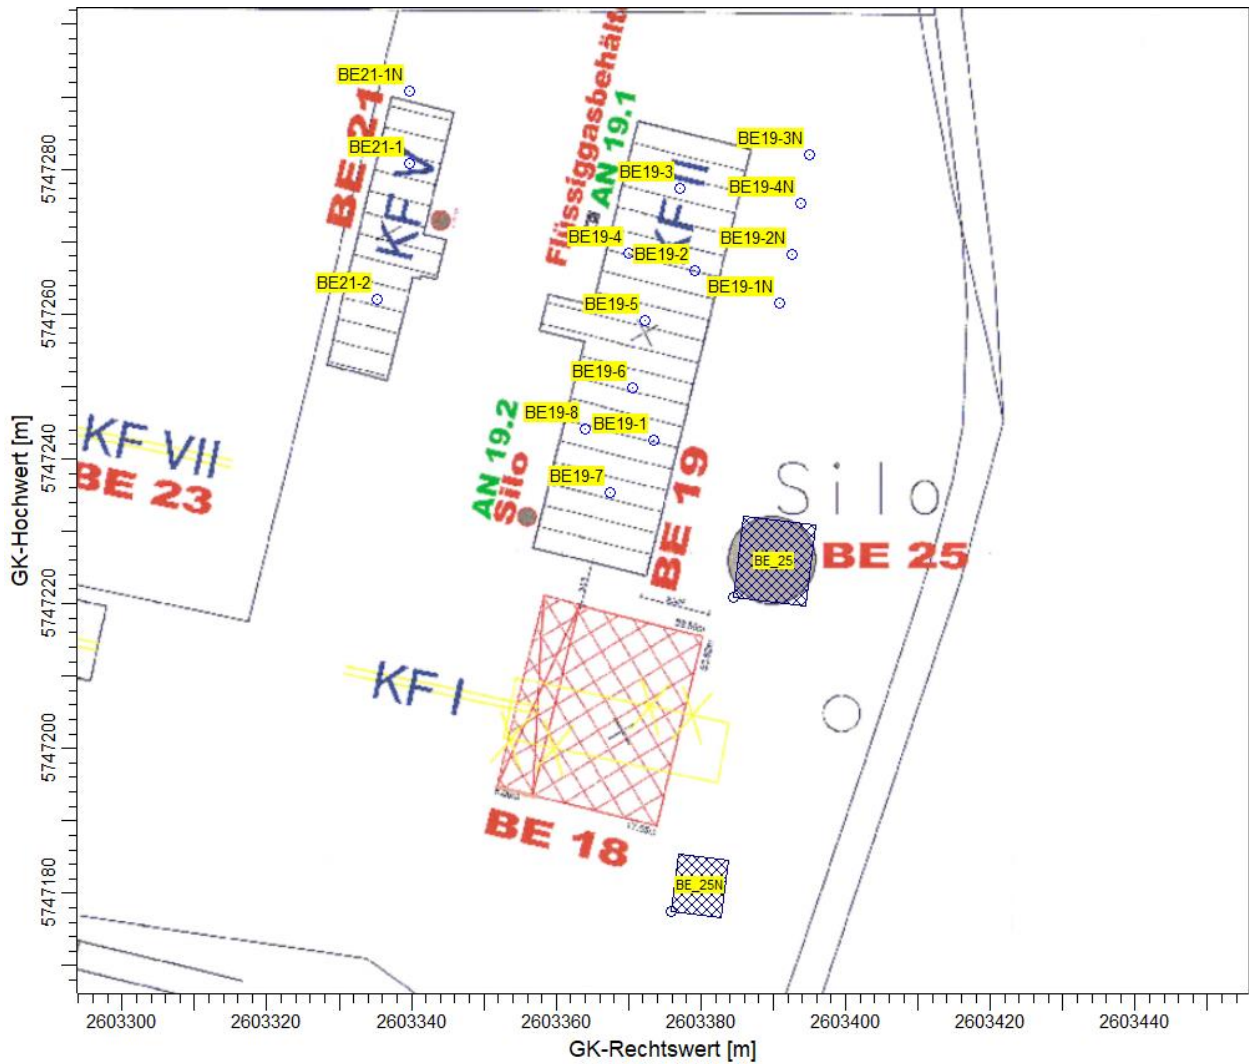 Flüssiggasbehält
BE21-1N
BE 21
AN 19.1
BE19-3N
BE21-1
KF V
KF II
BE19-3
BE19-4N
BE19-4
BE19-2
BE19-2N
BE21-2
BE19-1N
BE19-5
BE19-6
BE19-8
BE19-1
KF VII
BE 23
AN 19.2
Silo
BE19-7
BE 19
Silo
BE_25
BE 25
KF I
BE 18
BE_25N
5747280
5747260
5747240
5747220
5747200
5747180
GK-Hochwert [m]
2603300
2603320
2603340
2603360
2603380
2603400
2603420
2603440
GK-Rechtswert [m]